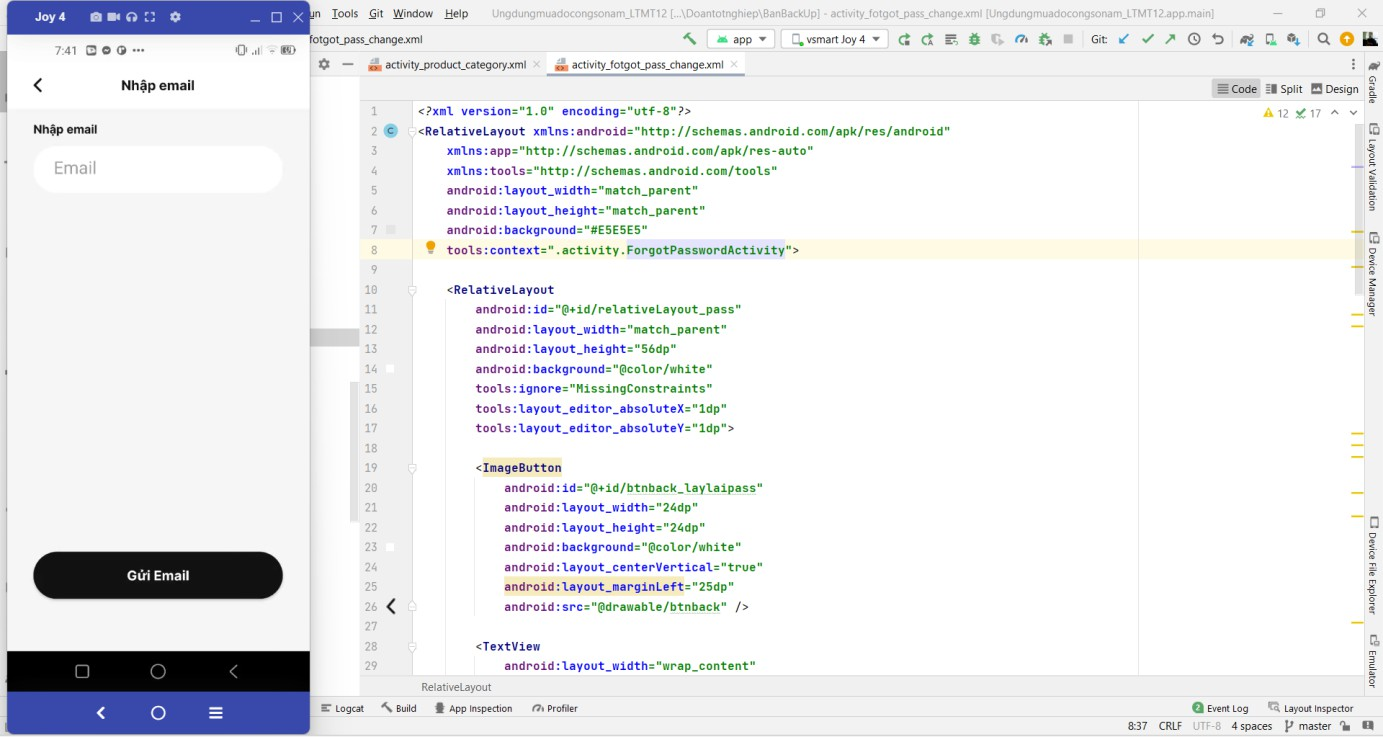 Joy 4
un Tools Git Window Help Ungdungmuadocongsonam_LTMT12 [...\Doantotnghiep\BanBackUp] - activity_fotgot_pass_change.xml [Ungdungmuadocongsonam_LTMT12.app.main]
7:41
fotgot_pass_change.xml app vsmart Joy 4 Git:
activity_product_category.xml activity_fotgot_pass_change.xml
Nhập email
Code Split Design
Nhập email
Email
12 17
1 <?xml version="1.0" encoding="utf-8"?>
2 <RelativeLayout xmlns:android="http://schemas.android.com/apk/res/android"
3 xmlns:app="http://schemas.android.com/apk/res-auto"
4 xmlns:tools="http://schemas.android.com/tools"
5 android:layout_width="match_parent"
6 android:layout_height="match_parent"
7 android:background="#E5E5E5"
8 tools:context=".activity.ForgotPasswordActivity">
9
10 <RelativeLayout
11 android:id="@+id/relativeLayout_pass"
12 android:layout_width="match_parent"
13 android:layout_height="56dp"
14 android:background="@color/white"
15 tools:ignore="MissingConstraints"
16 tools:layout_editor_absoluteX="1dp"
17 tools:layout_editor_absoluteY="1dp">
18
19 <ImageButton
20 android:id="@+id/btnback_laylaipass"
21 android:layout_width="24dp"
22 android:layout_height="24dp"
23 android:background="@color/white"
24 android:layout_centerVertical="true"
25 android:layout_marginLeft="25dp"
26 android:src="@drawable/btnback" />
27
28 <TextView
29 android:layout_width="wrap_content"
Gửi Email
RelativeLayout
Gradle
Layout Validation
Device Manager
Device File Explorer
Emulator
Logcat Build App Inspection Profiler 2 Event Log Layout Inspector
8:37 CRLF UTF-8 4 spaces master